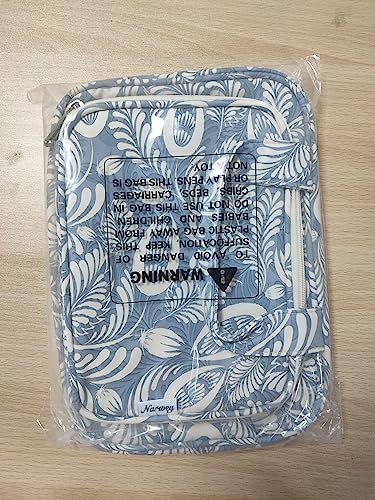 WARNING
TO AVOID DANGER OF
SUFFOCATION, KEEP THIS
PLASTIC BAG AWAY FROM
BABIES AND CHILDREN
DO NOT USE THIS BAG IN
CRIBS, BEDS, CARRIAGES
OR PLAY PENS. THIS BAG IS
NOT A TOY.
Narwey